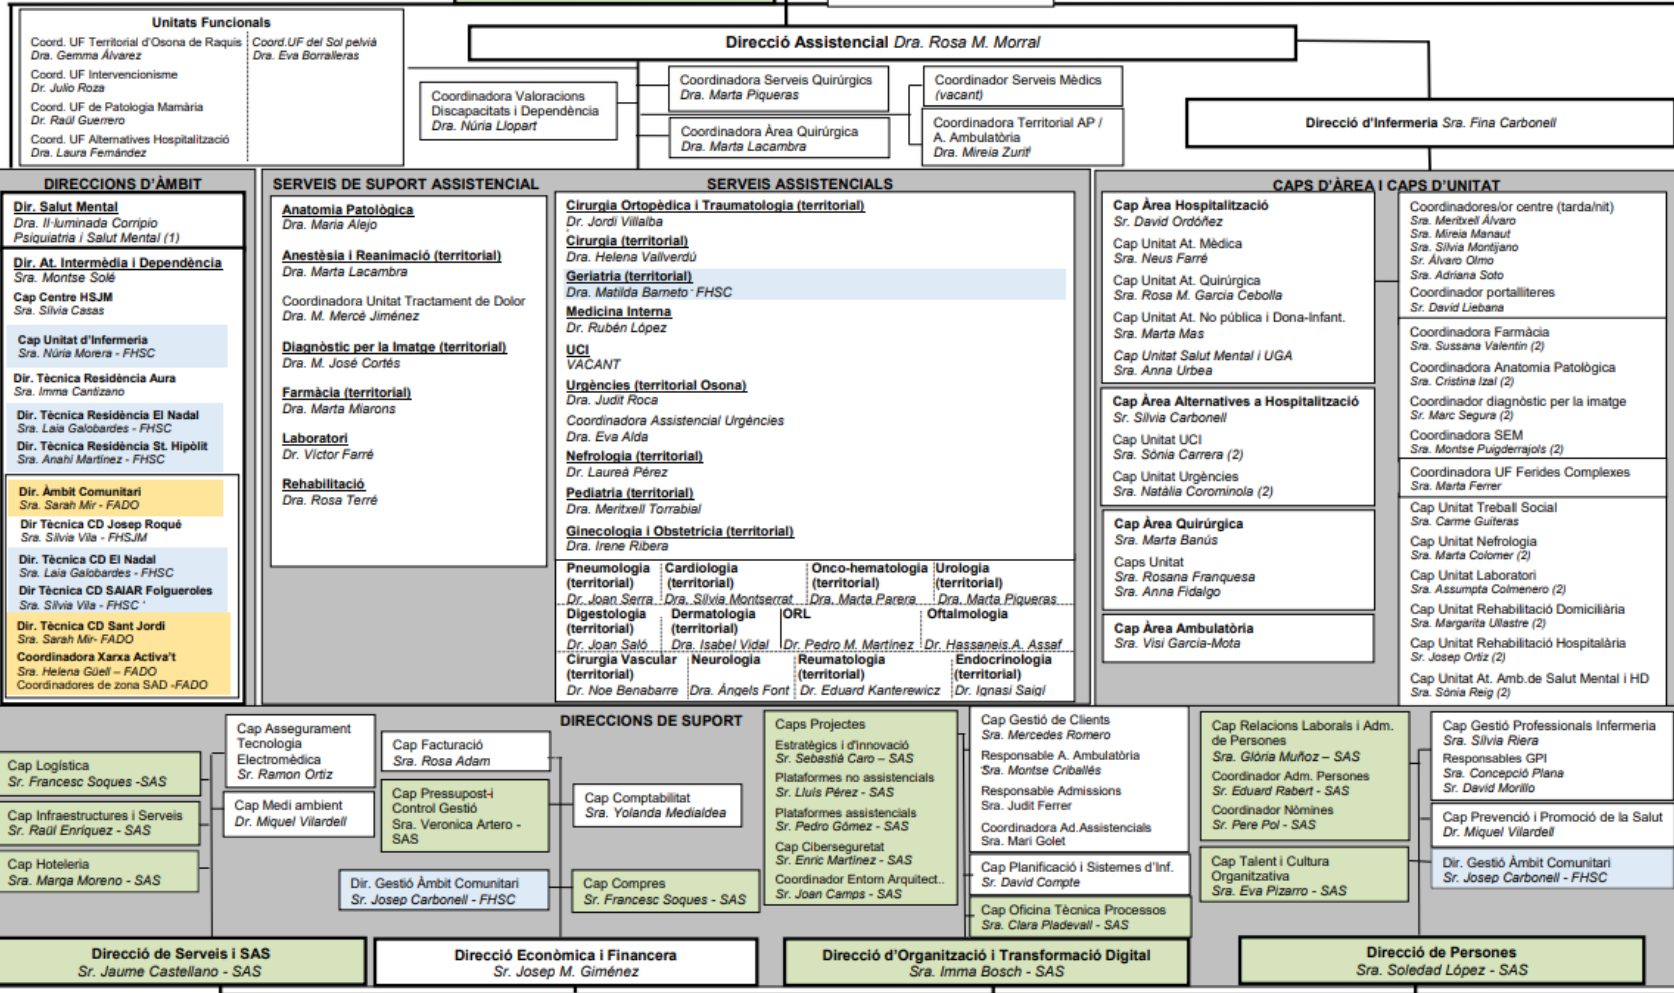 Unitats Funcionals
Coord. UF Territorial d'Osona de Raquis
Dra. Gemma Álvarez
Coord. UF Intervencionisme
Dr. Julio Roza
Coord. UF de Patologia Mamària
Dr. Raül Guerrero
Coord. UF Alternatives Hospitalització
Dra. Laura Fernández
Coord.UF del Sol pelvià
Dra. Eva Borralleras
Direcció Assistencial Dra. Rosa M. Morral
Coordinadora Valoracions
Discapacitats i Dependència
Dra. Núria Llopart
Coordinadora Serveis Quirúrgics
Dra. Marta Piqueras
Coordinadora Àrea Quirúrgica
Dra. Marta Lacambra
Coordinador Serveis Mèdics
(vacant)
Coordinadora Territorial AP /
A. Ambulatòria
Dra. Mireia
Direcció d'Infermeria Sra. Fina Carbonell
DIRECCIONS D'ÀMBIT
Dir. Salut Mental
Dra. Il·luminada Corripio
Psiquiatria i Salut Mental (1)
Dir. At. Intermèdia i Dependència
Sra. Montse Solé
Cap Centre HSJM
Sra. Silvia Casas
Cap Unitat d'Infermeria
Sra. Núria Morera - FHSC
Dir. Tècnica Residència Aura
Sra. Imma Cantizano
Dir. Tècnica Residència El Nadal
Sra. Laia Galobardes - FHSC
Dir. Tècnica Residència St. Hipòlit
Sra. Anahí Martínez - FHSC
Dir. Àmbit Comunitari
Sra. Sarah Mir - FADO
Dir Tècnica CD Josep Roqué
Sra. Silvia Vila - FHSJM
Dir. Tècnica CD El Nadal
Sra. Laia Galobardes - FHSC
Dir Tècnica CD SAIAR Folgueroles
Sra. Silvia Vila - FHSC
Dir. Tècnica CD Sant Jordi
Sra. Sarah Mir- FADO
Coordinadora Xarxa Activa't
Sra. Helena Güell – FADO
Coordinadores de zona SAD -FADO
SERVEIS DE SUPORT ASSISTENCIAL
Anatomia Patològica
Dra. Maria Alejo
Anestèsia i Reanimació (territorial)
Dra. Marta Lacambra
Coordinadora Unitat Tractament de Dolor
Dra. M. Mercè Jiménez
Diagnòstic per la Imatge (territorial)
Dra. M. José Cortés
Farmàcia (territorial)
Dra. Marta Miarons
Laboratori
Dr. Víctor Farré
Rehabilitació
Dra. Rosa Terré
SERVEIS ASSISTENCIALS
Cirurgia Ortopèdica i Traumatologia (territorial)
Dr. Jordi Villalba
Cirurgia (territorial)
Dra. Helena Vallverdú
Geriatria (territorial)
Dra. Matilda Barneto · FHSC
Medicina Interna
Dr. Rubén López
UCI
VACANT
Urgències (territorial Osona)
Dra. Judit Roca
Coordinadora Assistencial Urgències
Dra. Eva Alda
Nefrologia (territorial)
Dr. Laureà Pérez
Pediatria (territorial)
Dra. Meritxell Torrabial
Ginecologia i Obstetrícia (territorial)
Dra. Irene Ribera
Pneumologia
(territorial)
Dr. Joan Serra
Cardiologia
(territorial)
Dra. Silvia Montserrat
Onco-hematologia
(territorial)
Dra. Marta Parera
Urologia
(territorial)
Dra. Marta Piqueras
Digestologia
(territorial)
Dr. Joan Saló
Dermatologia
(territorial)
Dra. Isabel Vidal
ORL
Dr. Pedro M. Martínez
Oftalmologia
Dr. Hassaneis.A. Assaf
Cirurgia Vascular
(territorial)
Dr. Noe Benabarre
Neurologia
Dra. Àngels Font
Reumatologia
(territorial)
Dr. Eduard Kanterewicz
Endocrinologia
(territorial)
Dr. Ignasi Saigí
CAPS D'ÀREA I CAPS D'UNITAT
Cap Àrea Hospitalització
Sr. David Ordóñez
Cap Unitat At. Mèdica
Sra. Neus Farré
Cap Unitat At. Quirúrgica
Sra. Rosa M. Garcia Cebolla
Cap Unitat At. No pública i Dona-Infant.
Sra. Marta Mas
Cap Unitat Salut Mental i UGA
Sra. Anna Urbea
Cap Àrea Alternatives a Hospitalització
Sr. Silvia Carbonell
Cap Unitat UCI
Sra. Sònia Carrera (2)
Cap Unitat Urgències
Sra. Natàlia Corominola (2)
Cap Àrea Quirúrgica
Sra. Marta Banús
Caps Unitat
Sra. Rosana Franquesa
Sra. Anna Fidalgo
Cap Àrea Ambulatòria
Sra. Visi García-Mota
Coordinadores/or centre (tarda/nit)
Sra. Meritxell Álvaro
Sra. Mireia Manaut
Sra. Silvia Montijano
Sr. Álvaro Olmo
Sra. Adriana Soto
Coordinador portalliteres
Sr. David Liebana
Coordinadora Farmàcia
Sra. Sussana Valentín (2)
Coordinadora Anatomia Patològica
Sra. Cristina Izal (2)
Coordinador diagnòstic per la imatge
Sr. Marc Segura (2)
Coordinadora SEM
Sra. Montse Puigderrajols (2)
Coordinadora UF Ferides Complexes
Sra. Marta Ferrer
Cap Unitat Treball Social
Sra. Carme Guiteras
Cap Unitat Nefrologia
Sra. Marta Colomer (2)
Cap Unitat Laboratori
Sra. Assumpta Colmenero (2)
Cap Unitat Rehabilitació Domiciliària
Sra. Margarita Ullastre (2)
Cap Unitat Rehabilitació Hospitalària
Sr. Josep Ortiz (2)
Cap Unitat At. Amb.de Salut Mental i HD
Sra. Sònia Reig (2)
DIRECCIONS DE SUPORT
Cap Logística
Sr. Francesc Soques -SAS
Cap Infraestructures i Serveis
Sr. Raül Enríquez - SAS
Cap Hoteleria
Sra. Marga Moreno - SAS
Cap Assegurament
Tecnologia
Electromèdica
Sr. Ramon Ortiz
Cap Medi ambient
Dr. Miquel Vilardell
Cap Facturació
Sra. Rosa Adam
Cap Pressupost i
Control Gestió
Sra. Veronica Artero -
SAS
Dir. Gestió Àmbit Comunitari
Sr. Josep Carbonell - FHSC
Cap Comptabilitat
Sra. Yolanda Medialdea
Cap Compres
Sr. Francesc Soques - SAS
Caps Projectes
Estratègics i d'innovació
Sr. Sebastià Caro – SAS
Plataformes no assistencials
Sr. Lluís Pérez - SAS
Plataformes assistencials
Sr. Pedro Gómez - SAS
Cap Ciberseguretat
Sr. Enric Martínez - SAS
Coordinador Entorn Arquitect..
Sr. Joan Camps - SAS
Cap Gestió de Clients
Sra. Mercedes Romero
Responsable A. Ambulatòria
Sra. Montse Criballés
Responsable Admissions
Sra. Judit Ferrer
Coordinadora Ad.Assistencials
Sra. Mari Golet
Cap Planificació i Sistemes d'Inf.
Sr. David Compte
Cap Oficina Tècnica Processos
Sra. Clara Pladevall - SAS
Cap Relacions Laborals i Adm.
de Persones
Sra. Glòria Muñoz – SAS
Coordinador Adm. Persones
Sr. Eduard Rabert - SAS
Coordinador Nòmines
Sr. Pere Pol - SAS
Cap Talent i Cultura
Organitzativa
Sra. Eva Pizarro - SAS
Cap Gestió Professionals Infermeria
Sra. Silvia Riera
Responsables GPI
Sra. Concepció Plana
Sr. David Morillo
Cap Prevenció i Promoció de la Salut
Dr. Miquel Vilardell
Dir. Gestió Àmbit Comunitari
Sr. Josep Carbonell - FHSC
Direcció de Serveis i SAS
Sr. Jaume Castellano - SAS
Direcció Econòmica i Financera
Sr. Josep M. Giménez
Direcció d'Organització i Transformació Digital
Sra. Imma Bosch - SAS
Direcció de Persones
Sra. Soledad López - SAS